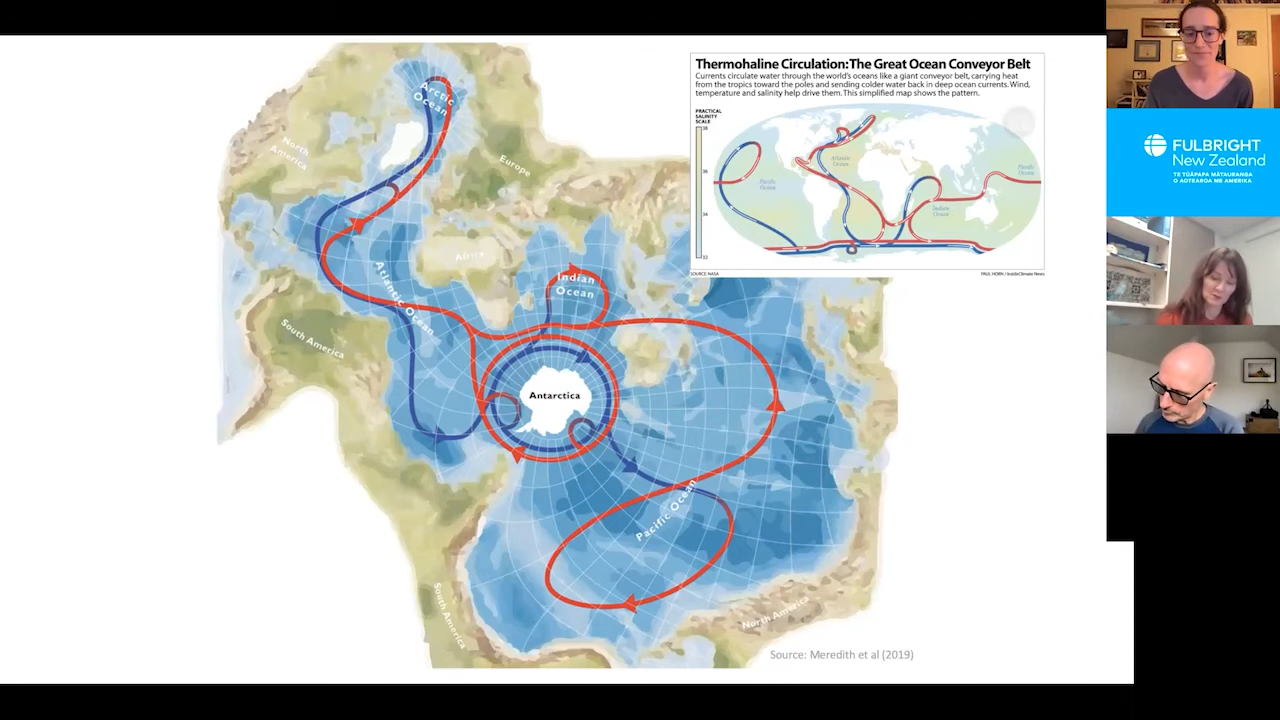 Thermohaline Circulation: The Great Ocean Conveyor Belt
Currents circulate water through the world's oceans like a giant conveyor belt, carrying heat
from the tropics toward the poles and sending colder water back in deep ocean currents. Wind,
temperature and salinity help drive them. This simplified map shows the pattern.
PRACTICAL
SALINITY
SCALE
38
36
34
32
Pacific
Ocean
Atlantic
Ocean
Indian
Ocean
Pacific
Ocean
SOURCE: NASA
PAUL HORN / InsideClimate News
Arctic
Ocean
North
America
Europe
Africa
Atlantic Ocean
Indian
Ocean
South America
Antarctica
Pacific Ocean
South America
North America
Source: Meredith et al (2019)
FULBRIGHT
New Zealand
TE TŪĀPAPA MĀTAURANGA
O AOTEAROA ME AMERIKA